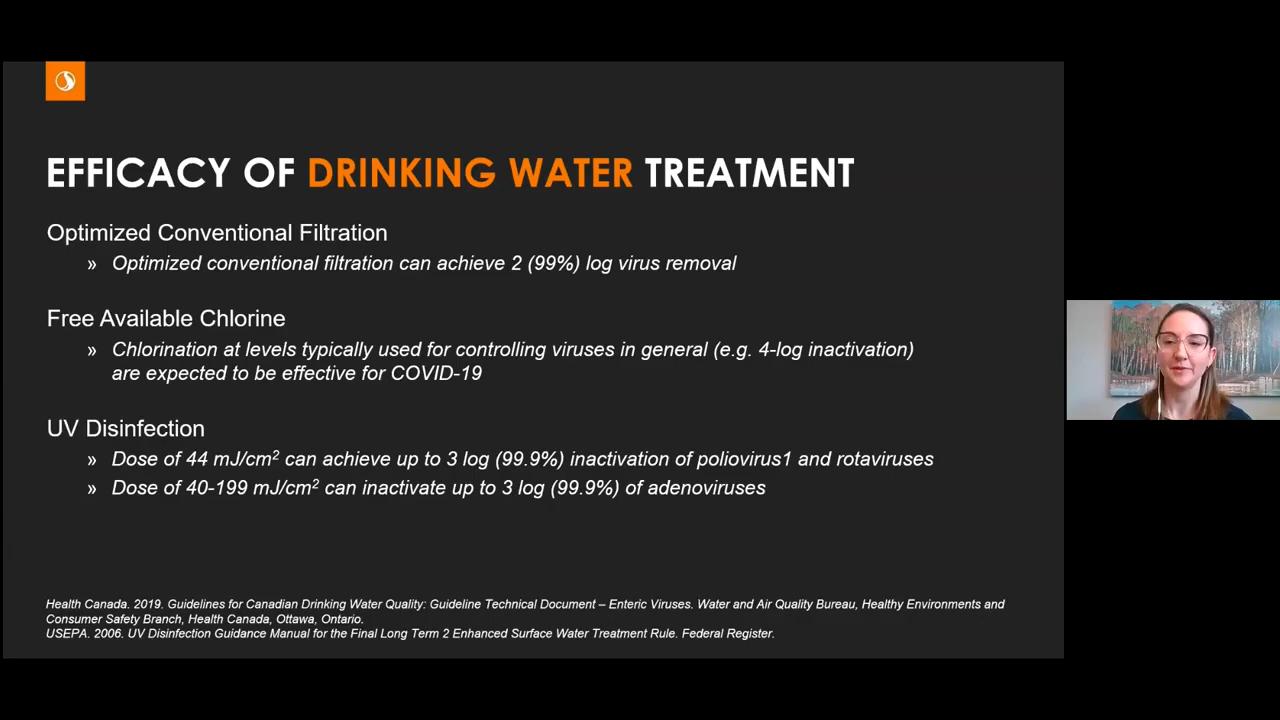 EFFICACY OF DRINKING WATER TREATMENT
Optimized Conventional Filtration
» Optimized conventional filtration can achieve 2 (99%) log virus removal
Free Available Chlorine
» Chlorination at levels typically used for controlling viruses in general (e.g. 4-log inactivation)
are expected to be effective for COVID-19
UV Disinfection
» Dose of 44 mJ/cm² can achieve up to 3 log (99.9%) inactivation of poliovirus1 and rotaviruses
» Dose of 40-199 mJ/cm² can inactivate up to 3 log (99.9%) of adenoviruses
Health Canada. 2019. Guidelines for Canadian Drinking Water Quality: Guideline Technical Document – Enteric Viruses. Water and Air Quality Bureau, Healthy Environments and
Consumer Safety Branch, Health Canada, Ottawa, Ontario.
USEPA. 2006. UV Disinfection Guidance Manual for the Final Long Term 2 Enhanced Surface Water Treatment Rule. Federal Register.